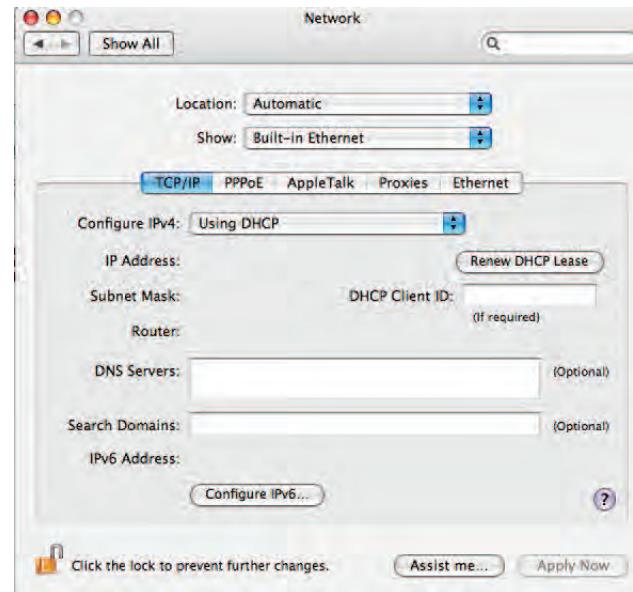 Network
Show All
Location: Automatic
Show: Built-in Ethernet
TCP/IP PPPoE AppleTalk Proxies Ethernet
Configure IPv4: Using DHCP
IP Address: Renew DHCP Lease
Subnet Mask: DHCP Client ID:
(If required)
Router:
DNS Servers: (Optional)
Search Domains: (Optional)
IPv6 Address:
Configure IPv6...
?
Click the lock to prevent further changes. Assist me... Apply Now